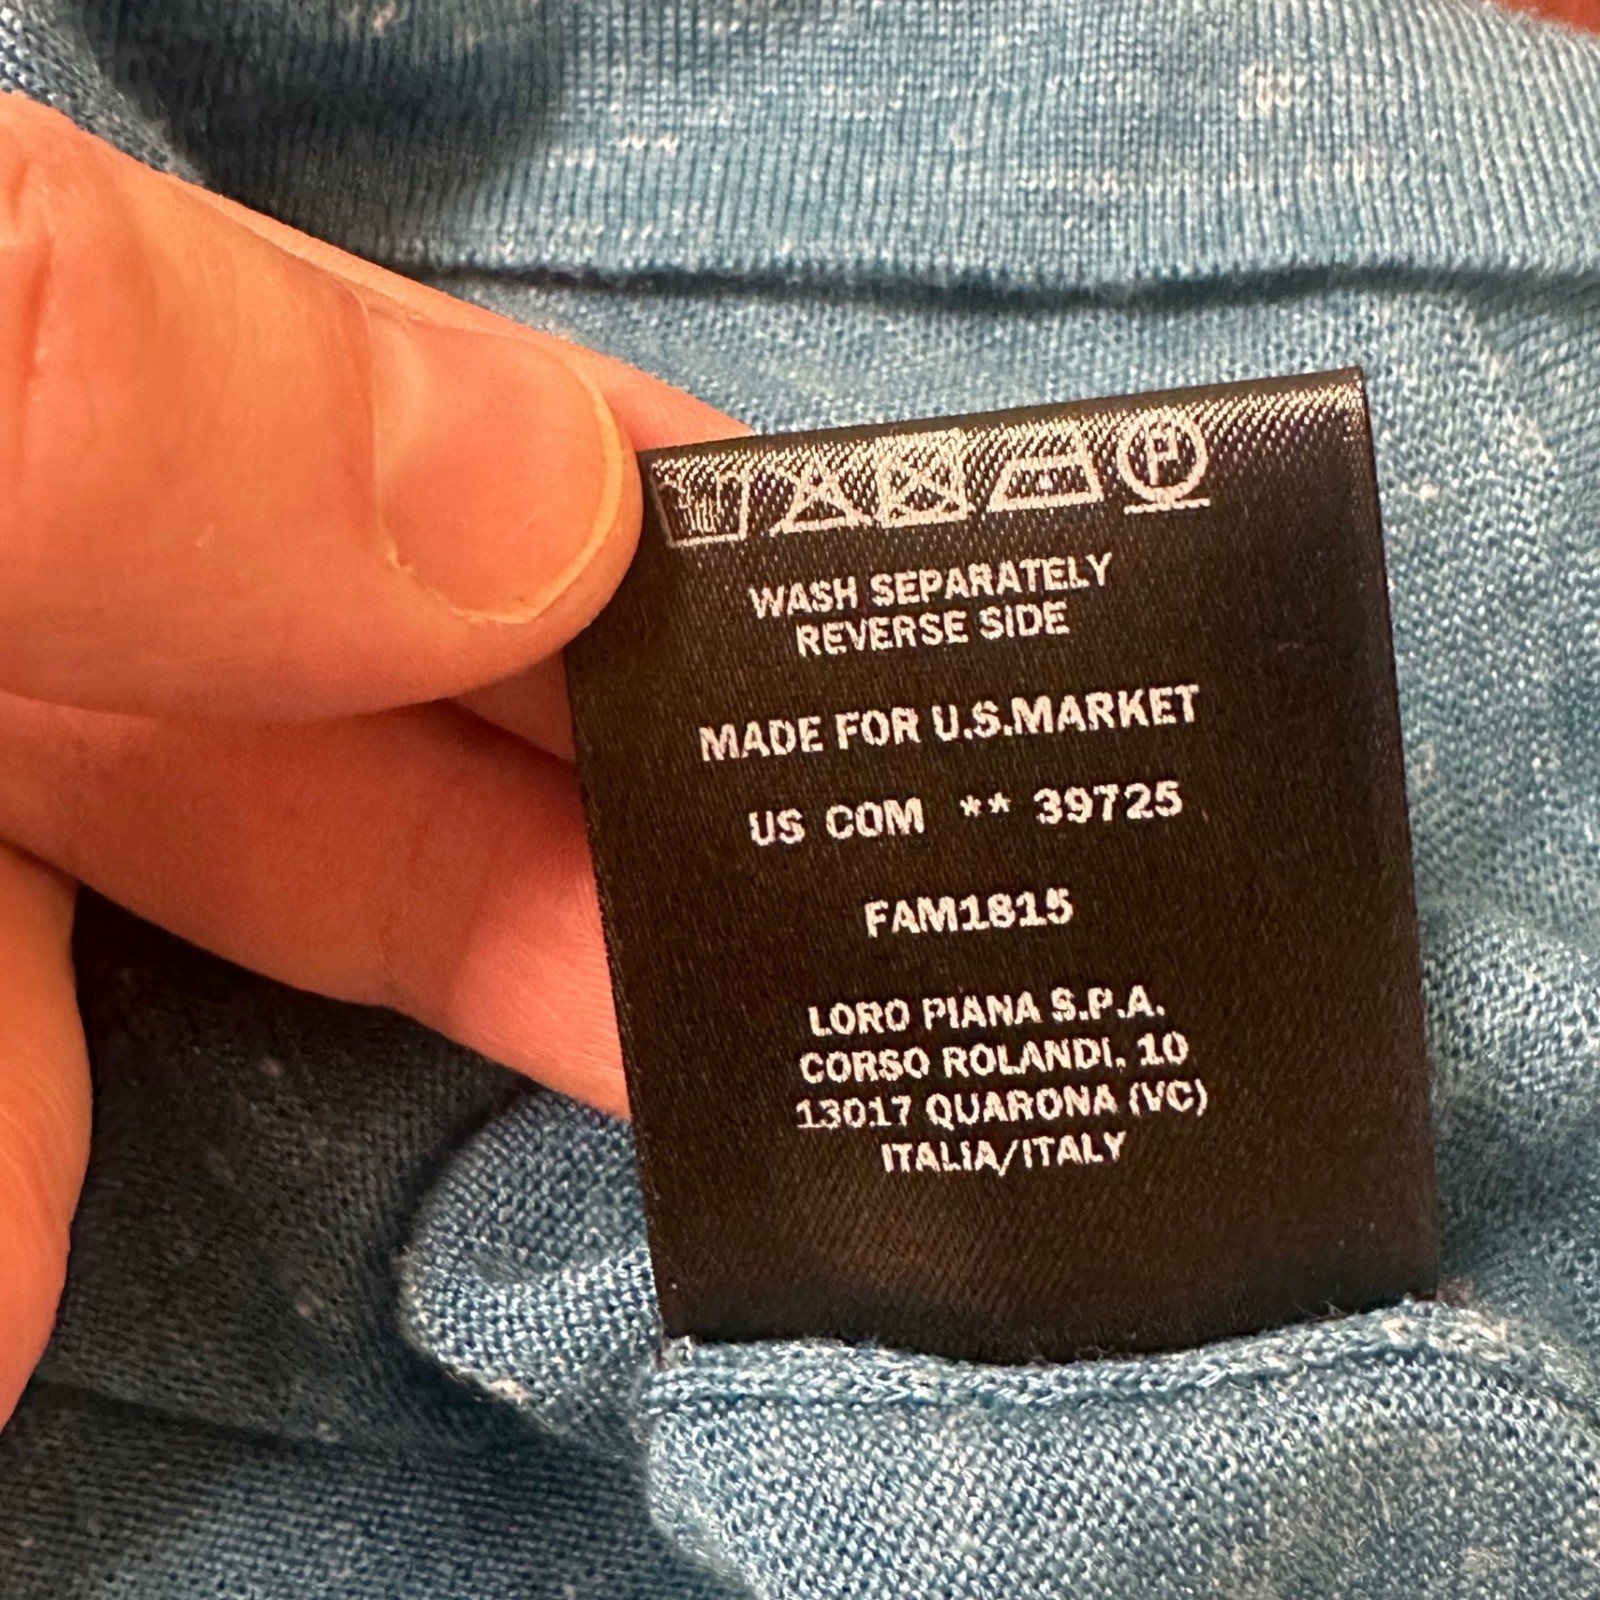 P
WASH SEPARATELY
REVERSE SIDE
MADE FOR U.S.MARKET
US COM ** 39725
FAM1815
LORO PIANA S.P.A.
CORSO ROLANDI, 10
13017 QUARONA (VC)
ITALIA/ITALY